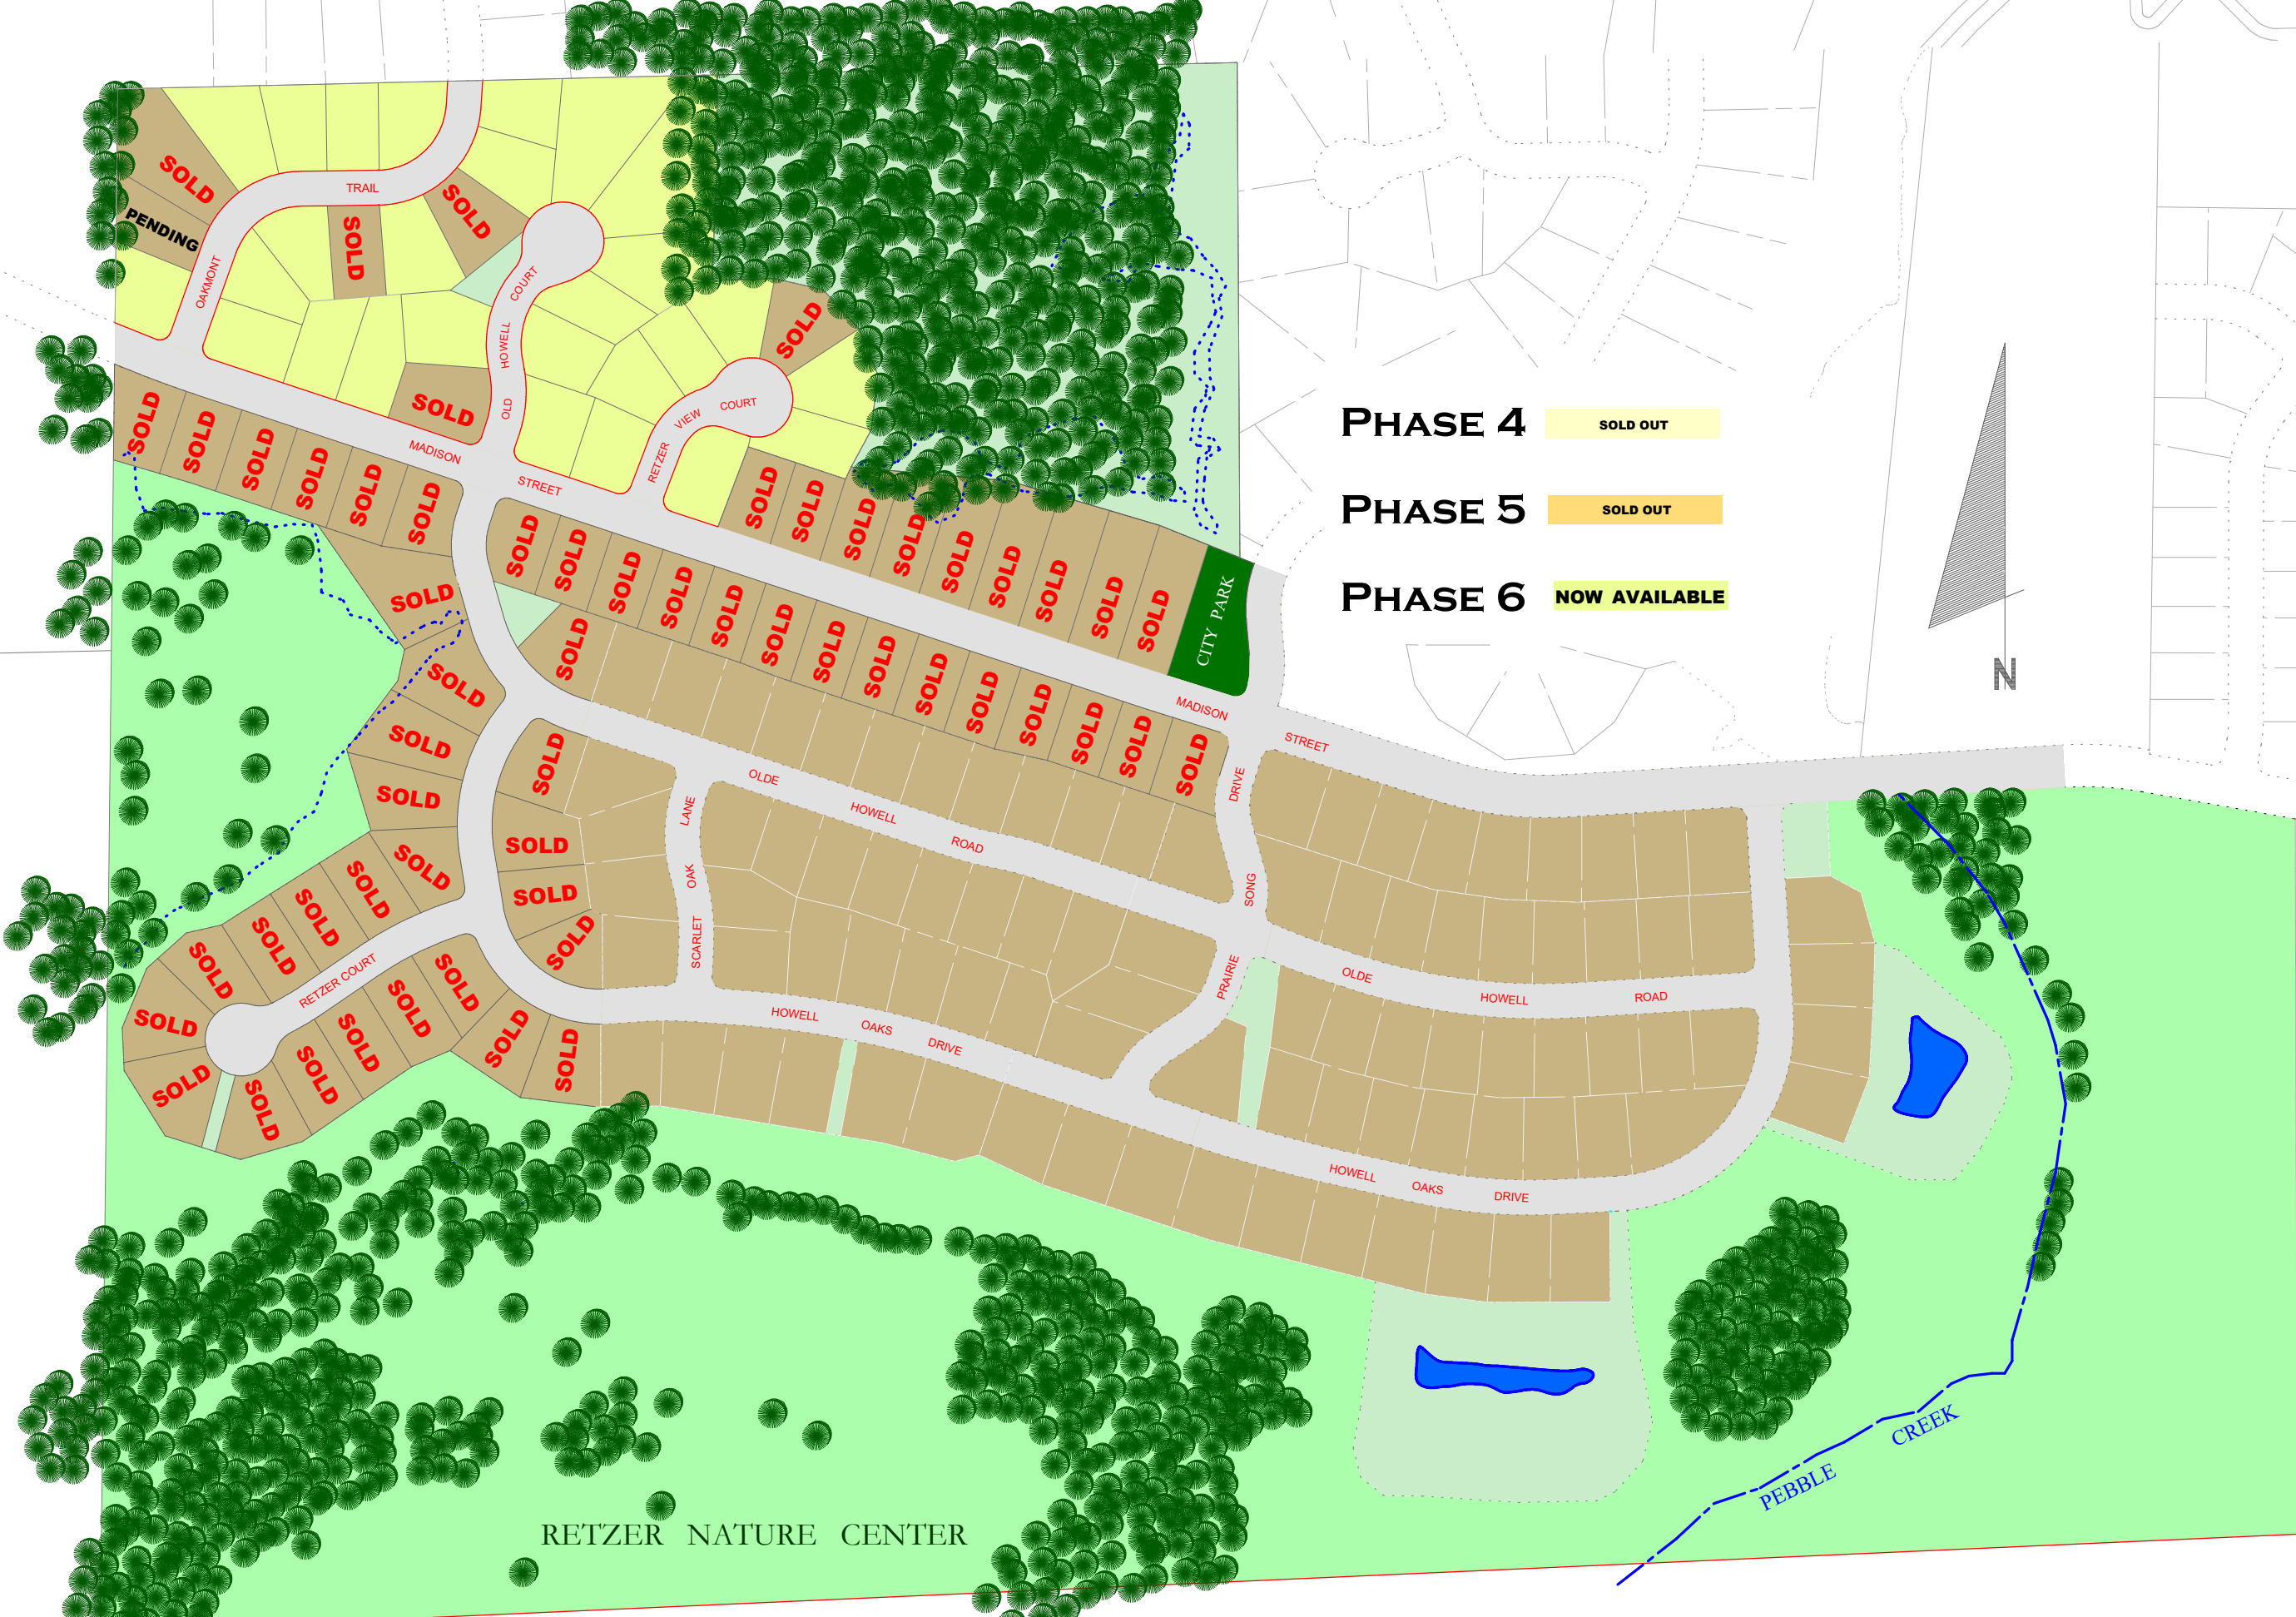 TRAIL
SOLD
SOLD
SOLD
PENDING
OAKMONT
OLD HOWELL COURT
SOLD
SOLD
RETZER VIEW COURT
PHASE 4
SOLD OUT
PHASE 5
SOLD OUT
PHASE 6
NOW AVAILABLE
N
SOLD
SOLD
SOLD
SOLD
SOLD
SOLD
MADISON STREET
SOLD
SOLD
SOLD
SOLD
SOLD
SOLD
SOLD
SOLD
SOLD
CITY PARK
SOLD
SOLD
SOLD
SOLD
SOLD
SOLD
SOLD
SOLD
SOLD
SOLD
SOLD
SOLD
SOLD
SOLD
MADISON STREET
SOLD
SOLD
SOLD
SOLD
SOLD
SOLD
SOLD
SOLD
SOLD
SOLD
OLDE HOWELL ROAD
SCARLET OAK LANE
PRAIRIE SONG DRIVE
SOLD
SOLD
SOLD
SOLD
SOLD
RETZER COURT
SOLD
SOLD
SOLD
SOLD
SOLD
SOLD
SOLD
SOLD
OLDE HOWELL ROAD
HOWELL OAKS DRIVE
HOWELL OAKS DRIVE
PEBBLE CREEK
RETZER NATURE CENTER